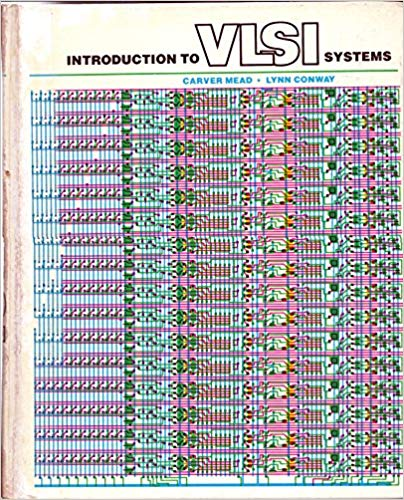 INTRODUCTION TO VLSI SYSTEMS
CARVER MEAD • LYNN CONWAY